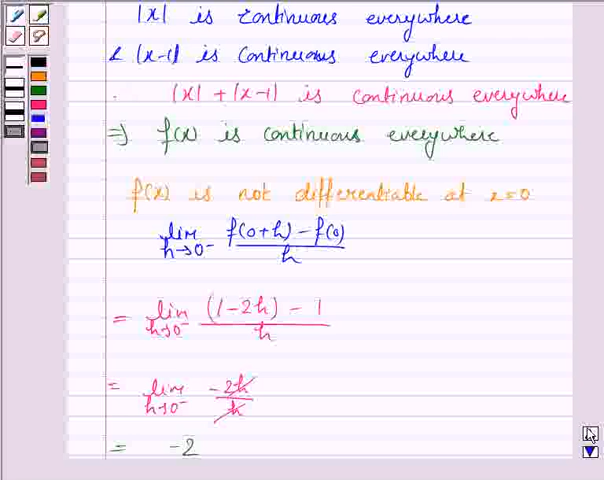 |x| is continuous everywhere
& |x-1| is continuous everywhere
∴ |x| + |x-1| is continuous everywhere
⇒ f(x) is continuous everywhere
f(x) is not differentiable at x=0
lim h→0⁻ f(0+h) - f(0) / h
= lim h→0⁻ (1-2h) - 1 / h
= lim h→0⁻ -2h / h
= -2